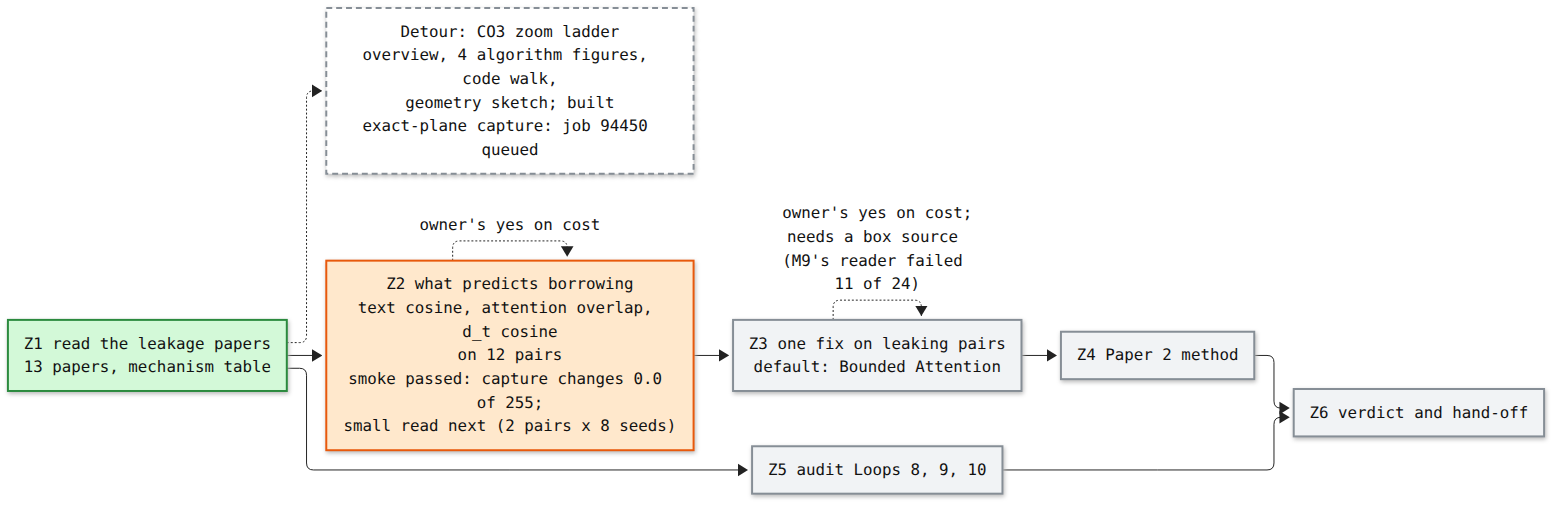 Detour: CO3 zoom ladder
overview, 4 algorithm figures,
code walk,
geometry sketch; built
exact-plane capture: job 94450
queued
owner's yes on cost
owner's yes on cost;
needs a box source
(M9's reader failed
11 of 24)
Z1 read the leakage papers
13 papers, mechanism table
Z2 what predicts borrowing
text cosine, attention overlap,
d_t cosine
on 12 pairs
smoke passed: capture changes 0.0
of 255;
small read next (2 pairs x 8 seeds)
Z3 one fix on leaking pairs
default: Bounded Attention
Z4 Paper 2 method
Z5 audit Loops 8, 9, 10
Z6 verdict and hand-off